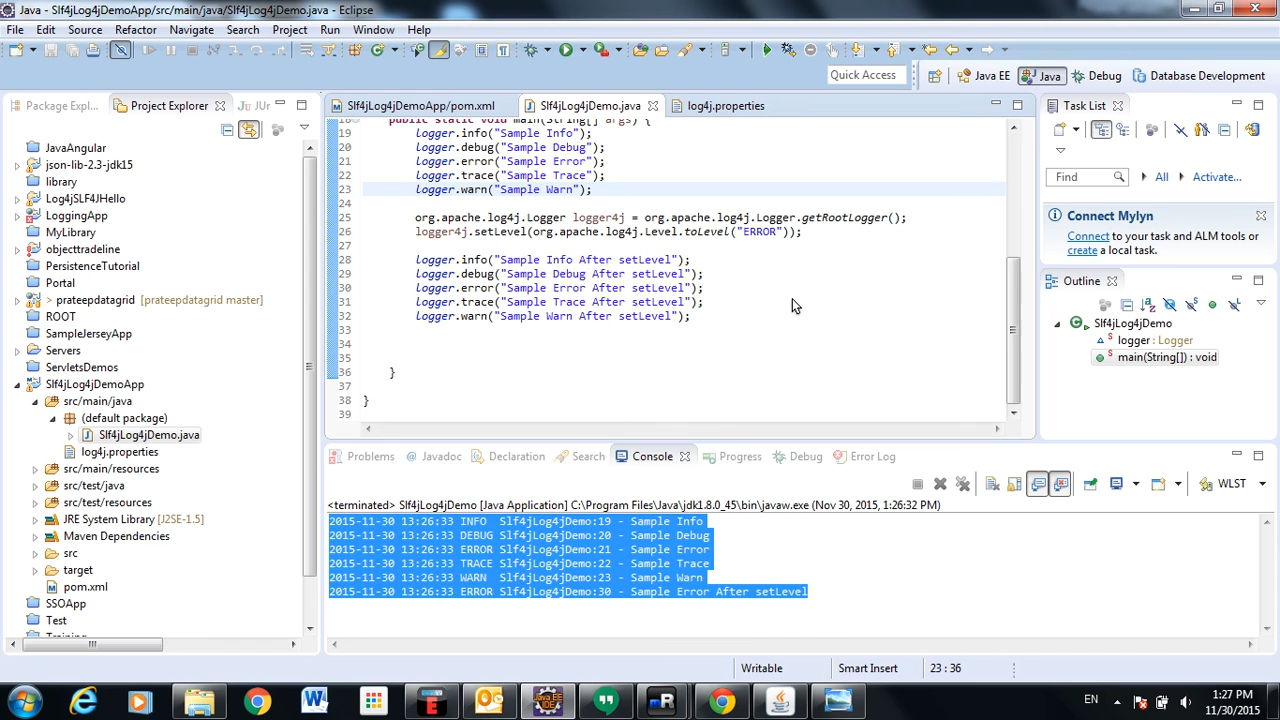 Java - Slf4jLog4jDemoApp/src/main/java/Slf4jLog4jDemo.java - Eclipse
File Edit Source Refactor Navigate Search Project Run Window Help
Quick Access
Java EE Java Debug Database Development
Package Expl... Project Explorer JUr
JavaAngular
json-lib-2.3-jdk15
library
Log4jSLF4JHello
LoggingApp
MyLibrary
objecttradeline
PersistenceTutorial
Portal
> prateepdatagrid [prateepdatagrid master]
ROOT
SampleJerseyApp
Servers
ServletsDemos
Slf4jLog4jDemoApp
src/main/java
(default package)
Slf4jLog4jDemo.java
log4j.properties
src/main/resources
src/test/java
src/test/resources
JRE System Library [J2SE-1.5]
Maven Dependencies
src
target
pom.xml
SSOApp
Test
Training
Slf4jLog4jDemoApp/pom.xml Slf4jLog4jDemo.java log4j.properties
18 public static void main(String[] args) {
19 logger.info("Sample Info");
20 logger.debug("Sample Debug");
21 logger.error("Sample Error");
22 logger.trace("Sample Trace");
23 logger.warn("Sample Warn");
24
25 org.apache.log4j.Logger logger4j = org.apache.log4j.Logger.getRootLogger();
26 logger4j.setLevel(org.apache.log4j.Level.toLevel("ERROR"));
27
28 logger.info("Sample Info After setLevel");
29 logger.debug("Sample Debug After setLevel");
30 logger.error("Sample Error After setLevel");
31 logger.trace("Sample Trace After setLevel");
32 logger.warn("Sample Warn After setLevel");
33
34
35
36 }
37
38 }
39
Task List
Find All Activate...
Connect Mylyn
Connect to your task and ALM tools or
create a local task.
Outline
Slf4jLog4jDemo
logger : Logger
main(String[]) : void
Problems Javadoc Declaration Search Console Progress Debug Error Log
WLST
<terminated> Slf4jLog4jDemo [Java Application] C:\Program Files\Java\jdk1.8.0_45\bin\javaw.exe (Nov 30, 2015, 1:26:32 PM)
2015-11-30 13:26:33 INFO Slf4jLog4jDemo:19 - Sample Info
2015-11-30 13:26:33 DEBUG Slf4jLog4jDemo:20 - Sample Debug
2015-11-30 13:26:33 ERROR Slf4jLog4jDemo:21 - Sample Error
2015-11-30 13:26:33 TRACE Slf4jLog4jDemo:22 - Sample Trace
2015-11-30 13:26:33 WARN Slf4jLog4jDemo:23 - Sample Warn
2015-11-30 13:26:33 ERROR Slf4jLog4jDemo:30 - Sample Error After setLevel
Writable Smart Insert 23 : 36
EN 1:27 PM
11/30/2015